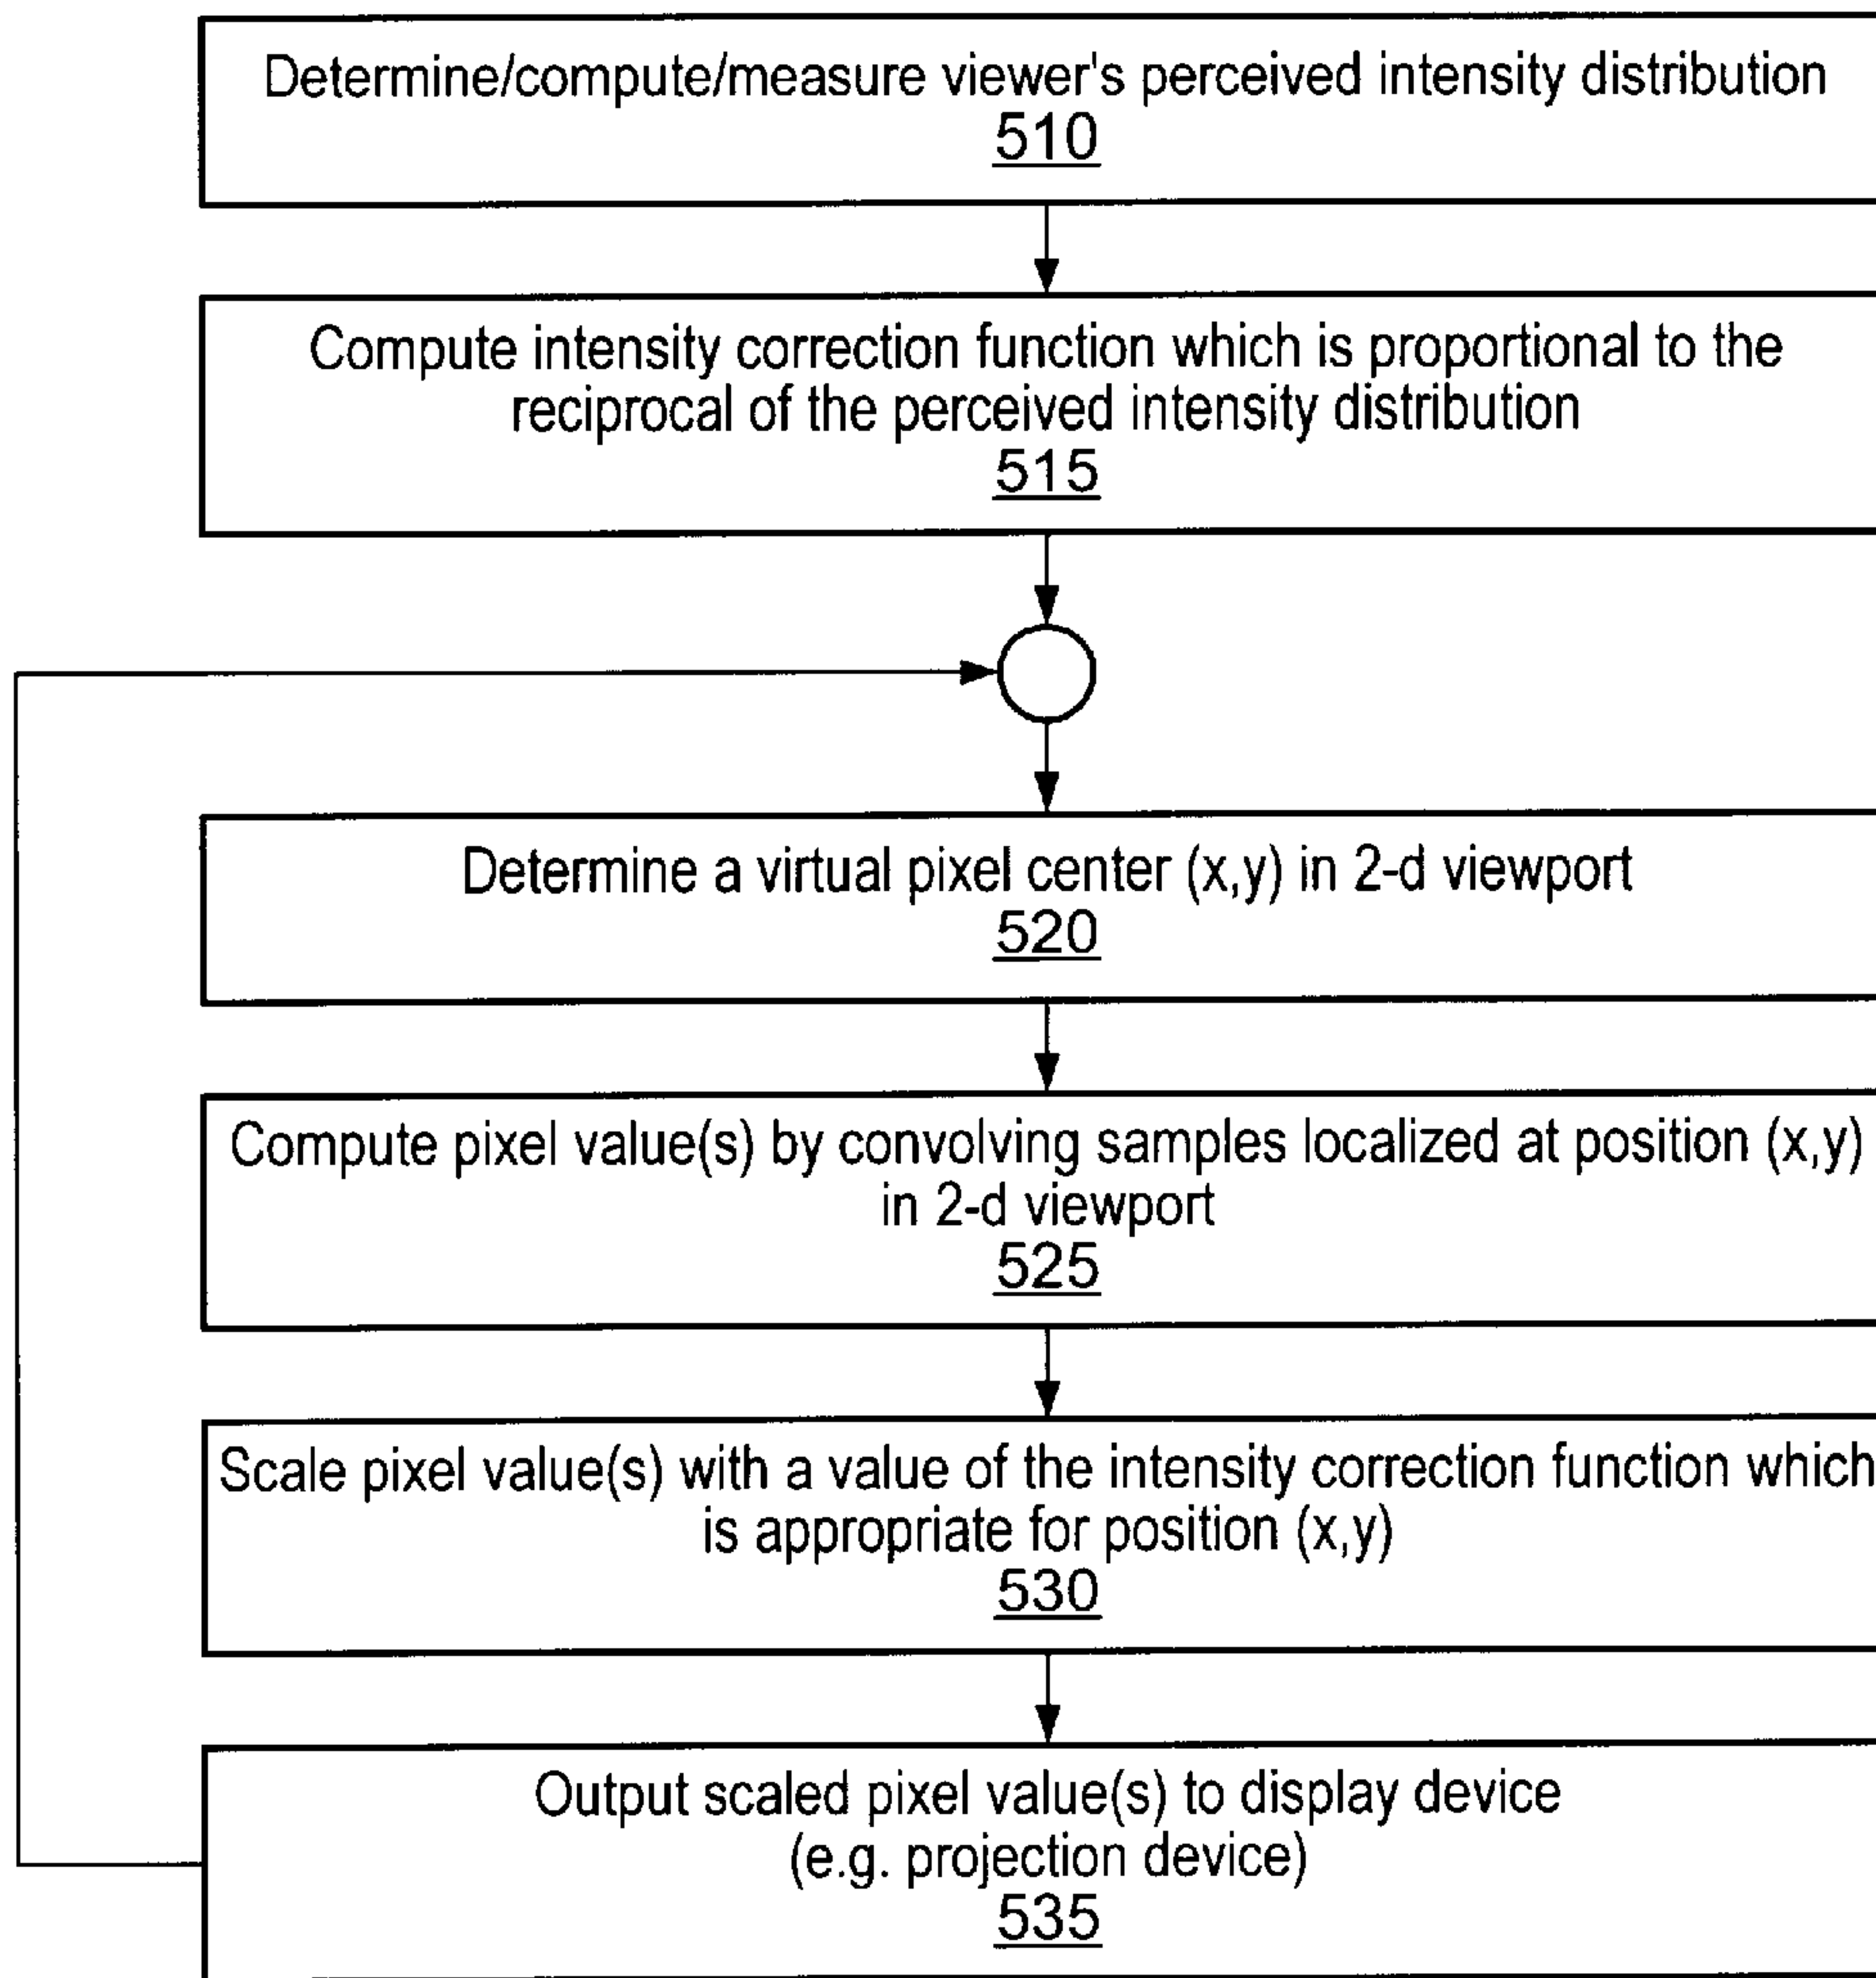 Determine/compute/measure viewer's perceived intensity distribution
510
Compute intensity correction function which is proportional to the
reciprocal of the perceived intensity distribution
515
Determine a virtual pixel center (x,y) in 2-d viewport
520
Compute pixel value(s) by convolving samples localized at position (x,y)
in 2-d viewport
525
Scale pixel value(s) with a value of the intensity correction function which
is appropriate for position (x,y)
530
Output scaled pixel value(s) to display device
(e.g. projection device)
535